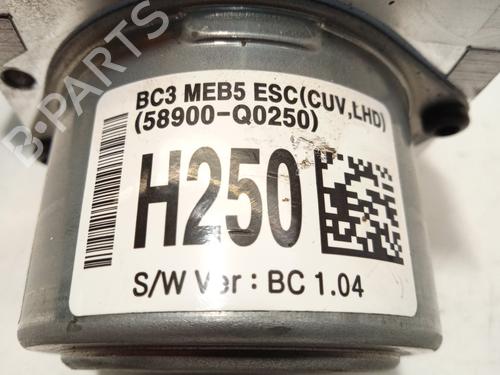 BC3 MEB5 ESC(CUV,LHD)
(58900-Q0250)
H250
S/W Ver : BC 1.04
B-PARTS